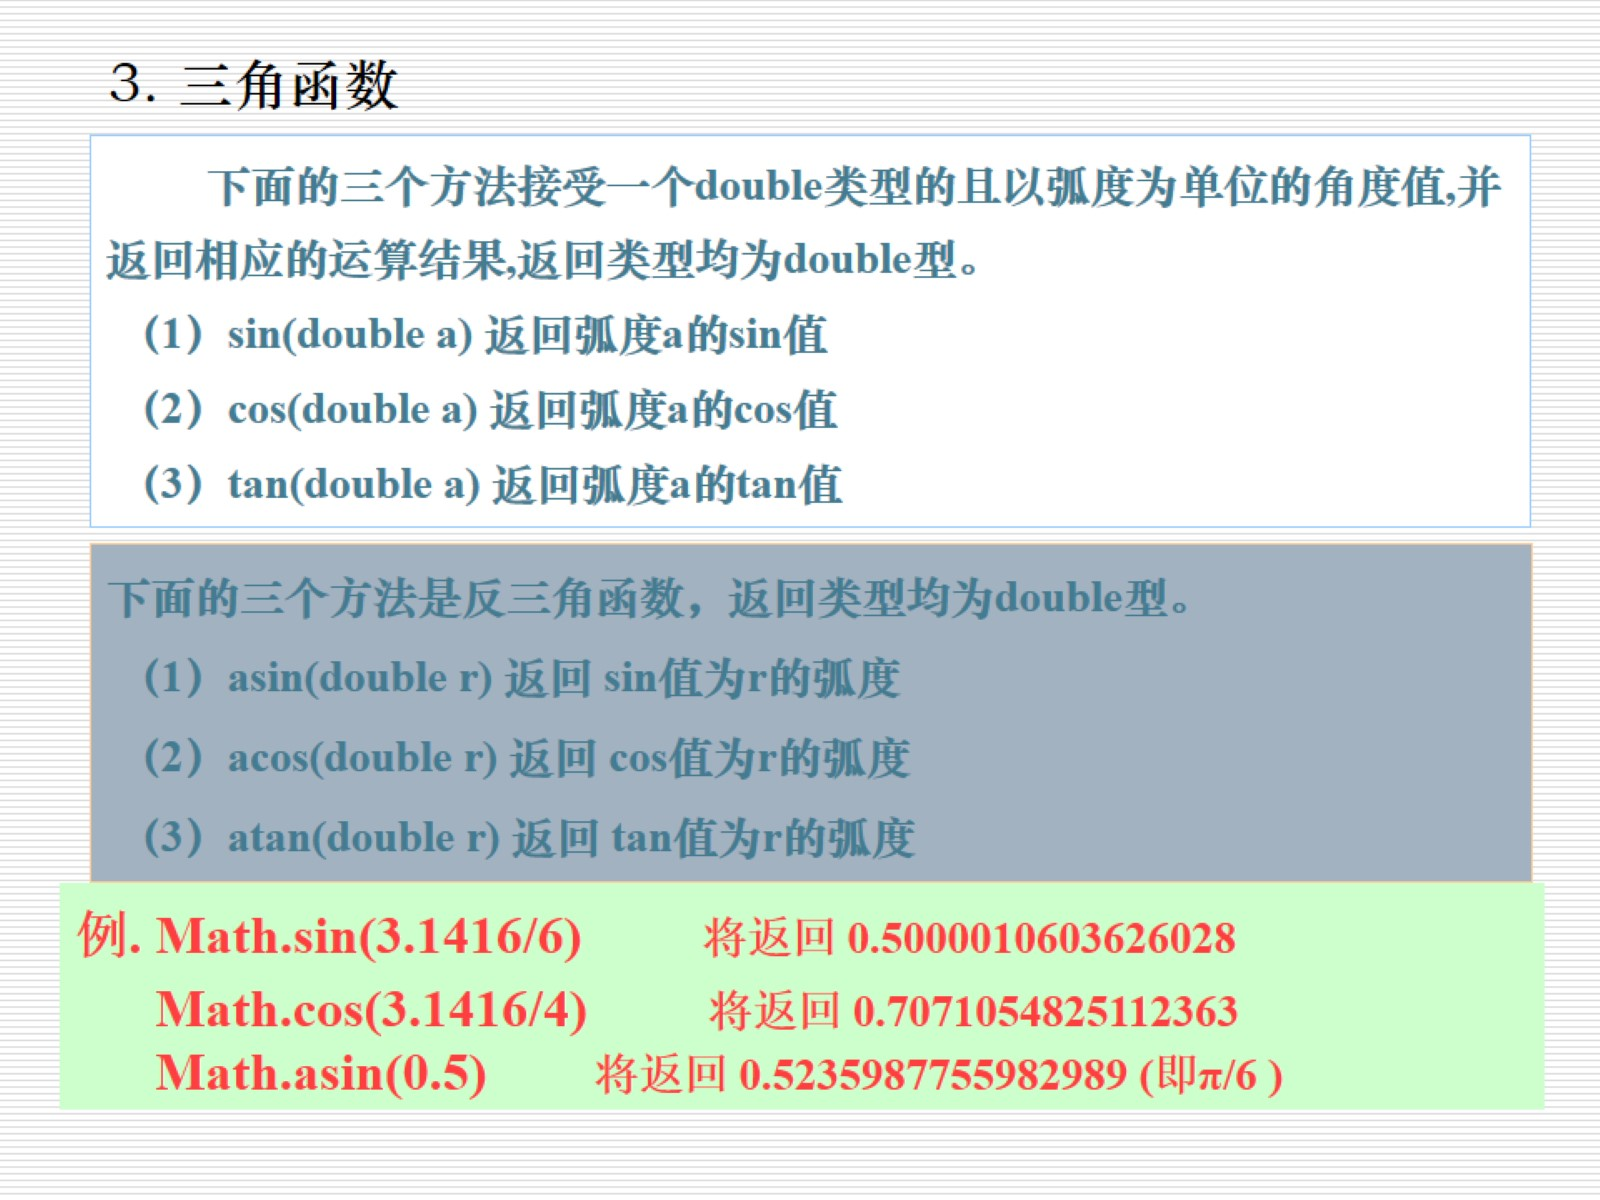 3. 三角函数
下面的三个方法接受一个double类型的且以弧度为单位的角度值,并
返回相应的运算结果,返回类型均为double型。
（1）sin(double a) 返回弧度a的sin值
（2）cos(double a) 返回弧度a的cos值
（3）tan(double a) 返回弧度a的tan值
下面的三个方法是反三角函数，返回类型均为double型。
（1）asin(double r) 返回 sin值为r的弧度
（2）acos(double r) 返回 cos值为r的弧度
（3）atan(double r) 返回 tan值为r的弧度
例. Math.sin(3.1416/6) 将返回 0.5000010603626028
Math.cos(3.1416/4) 将返回 0.7071054825112363
Math.asin(0.5) 将返回 0.5235987755982989 (即π/6 )